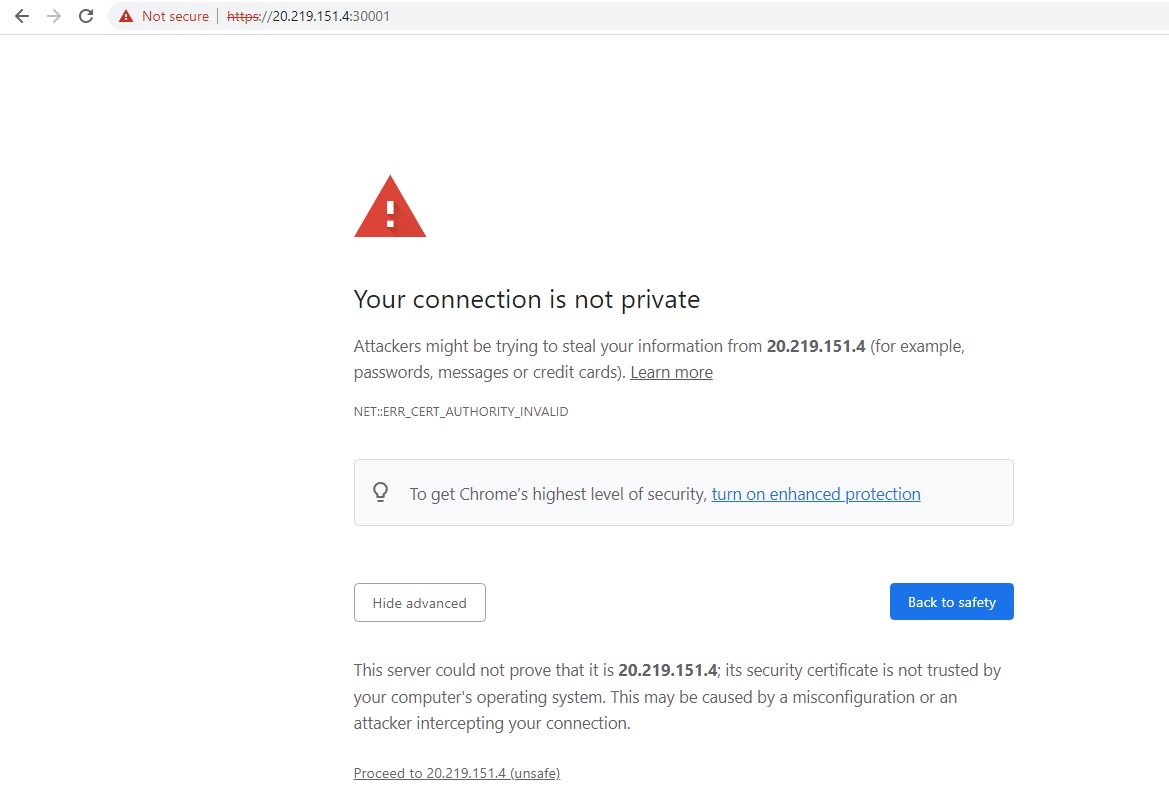 Not secure | https://20.219.151.4:30001
Your connection is not private
Attackers might be trying to steal your information from 20.219.151.4 (for example,
passwords, messages or credit cards). Learn more
NET::ERR_CERT_AUTHORITY_INVALID
To get Chrome’s highest level of security, turn on enhanced protection
Hide advanced
Back to safety
This server could not prove that it is 20.219.151.4; its security certificate is not trusted by
your computer's operating system. This may be caused by a misconfiguration or an
attacker intercepting your connection.
Proceed to 20.219.151.4 (unsafe)